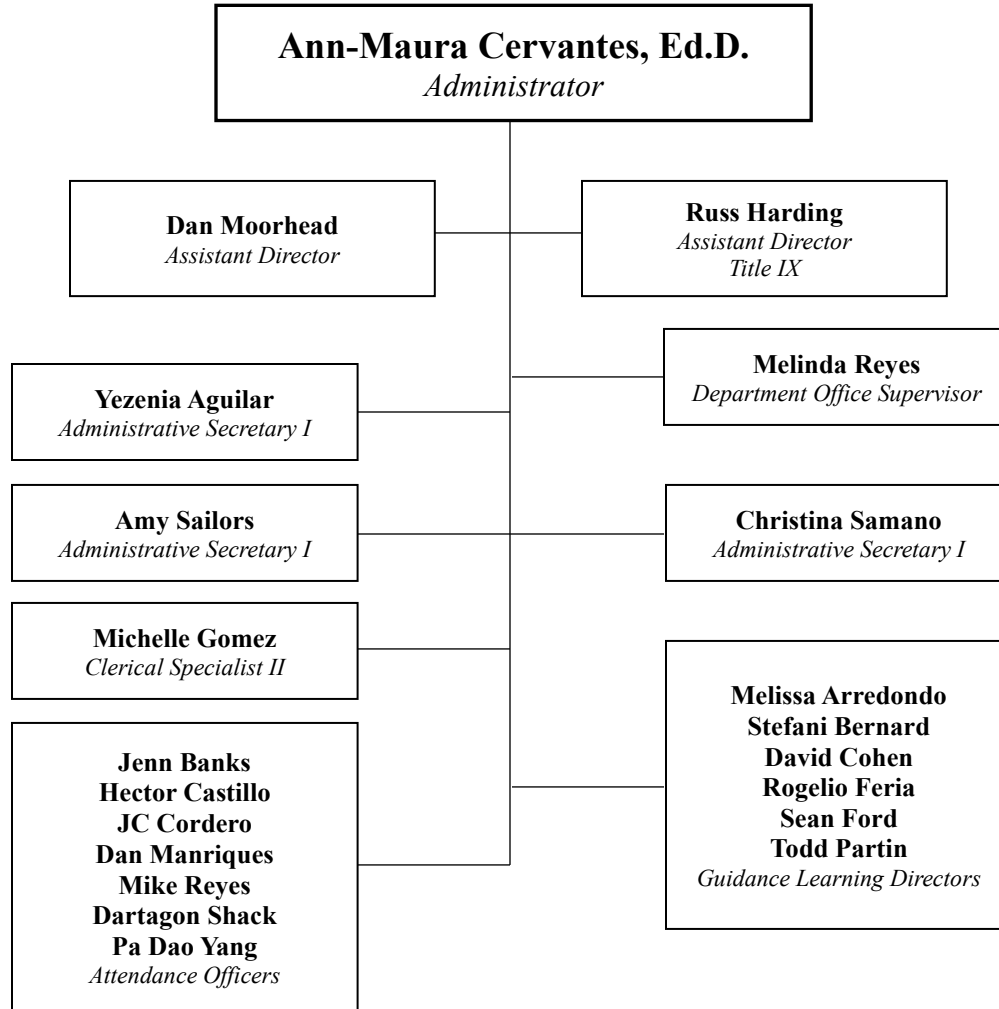 Ann-Maura Cervantes, Ed.D.
Administrator
Dan Moorhead
Assistant Director
Russ Harding
Assistant Director
Title IX
Yezenia Aguilar
Administrative Secretary I
Melinda Reyes
Department Office Supervisor
Amy Sailors
Administrative Secretary I
Christina Samano
Administrative Secretary I
Michelle Gomez
Clerical Specialist II
Melissa Arredondo
Stefani Bernard
David Cohen
Rogelio Feria
Sean Ford
Todd Partin
Guidance Learning Directors
Jenn Banks
Hector Castillo
JC Cordero
Dan Manriques
Mike Reyes
Dartagon Shack
Pa Dao Yang
Attendance Officers